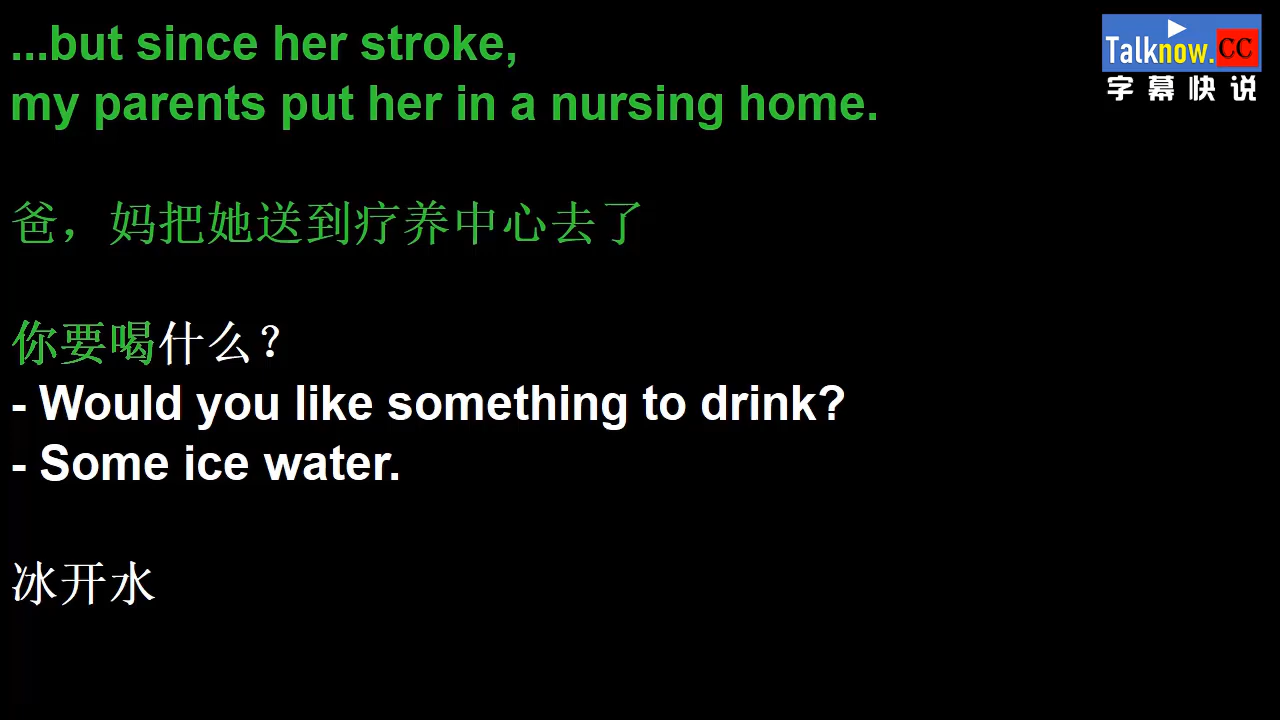 ...but since her stroke,
my parents put her in a nursing home.
爸，妈把她送到疗养中心去了
你要喝什么？
- Would you like something to drink?
- Some ice water.
冰开水
Talknow.CC
字幕快说